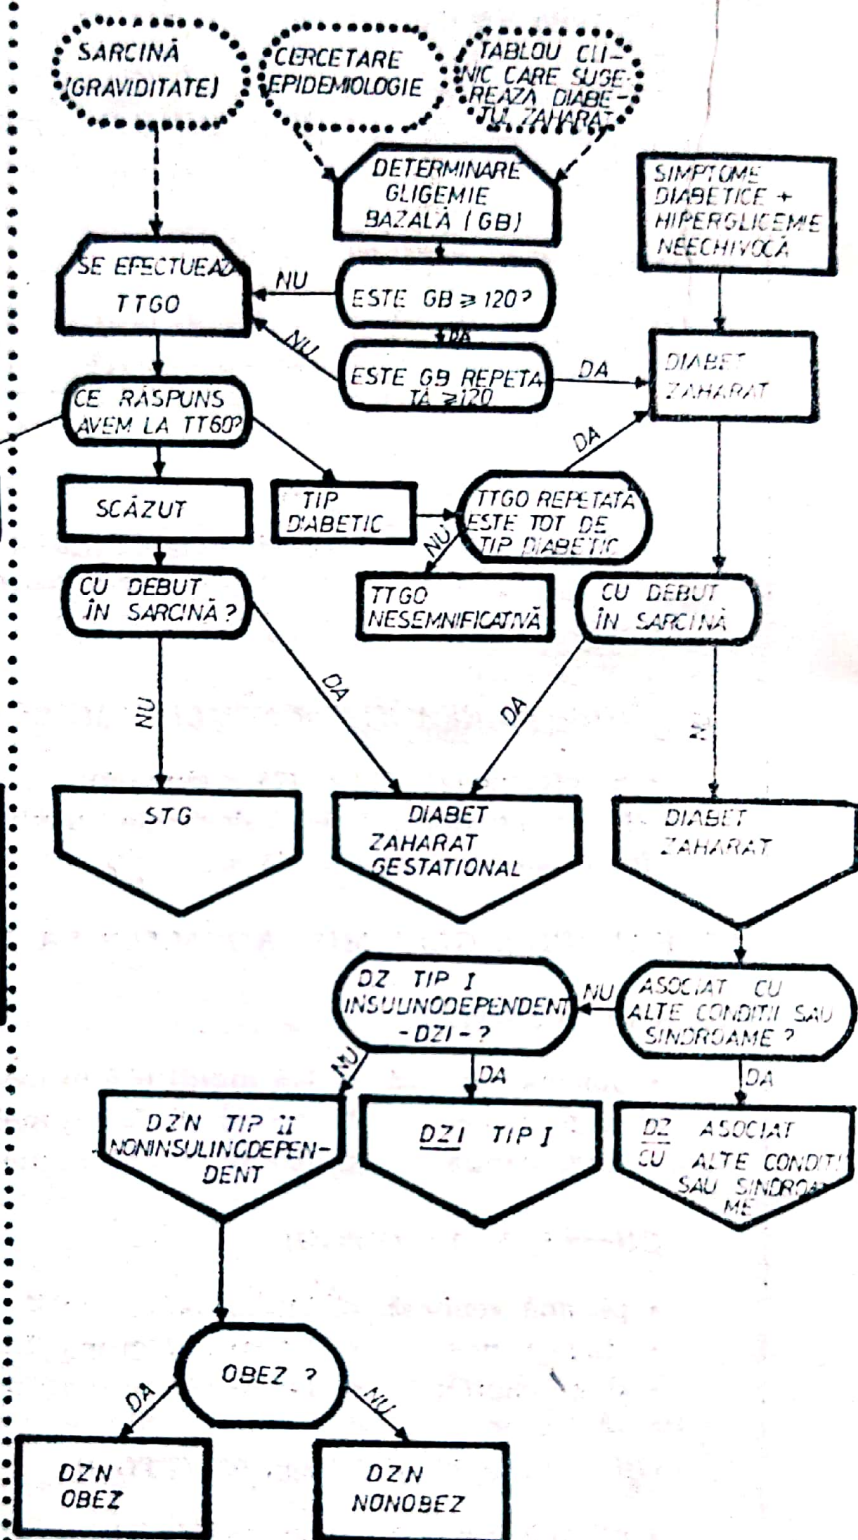 SARCINĂ
(GRAVIDITATE)
CERCETARE
EPIDEMIOLOGIE
TABLOU CLI-
NIC CARE SUGE-
REAZĂ DIABE-
TUL ZAHARAT
DETERMINARE
GLIGEMIE
BAZALĂ (GB)
SIMPTOME
DIABETICE +
HIPERGLICEMIE
NEECHIVOCĂ
SE EFECTUEAZĂ
TTGO
NU
ESTE GB ≥ 120?
DA
NU
ESTE GB REPETA
TĂ ≥120
DA
DIABET
ZAHARAT
CE RĂSPUNS
AVEM LA TTGO?
DA
SCĂZUT
TIP
DIABETIC
TTGO REPETATĂ
ESTE TOT DE
TIP DIABETIC
NU
CU DEBUT
ÎN SARCINĂ ?
TTGO
NESEMNIFICATIVĂ
CU DEBUT
ÎN SARCINĂ
NU
DA
DA
NU
STG
DIABET
ZAHARAT
GESTATIONAL
DIABET
ZAHARAT
DZ TIP I
INSULINODEPENDENT
-DZI-?
NU
ASOCIAT CU
ALTE CONDIȚII SAU
SINDROAME ?
NU
DA
DA
DZN TIP II
NONINSULINODEPEN-
DENT
DZI TIP I
DZ ASOCIAT
CU ALTE CONDIȚII
SAU SINDROA
ME
OBEZ ?
DA
NU
DZN
OBEZ
DZN
NONOBEZ